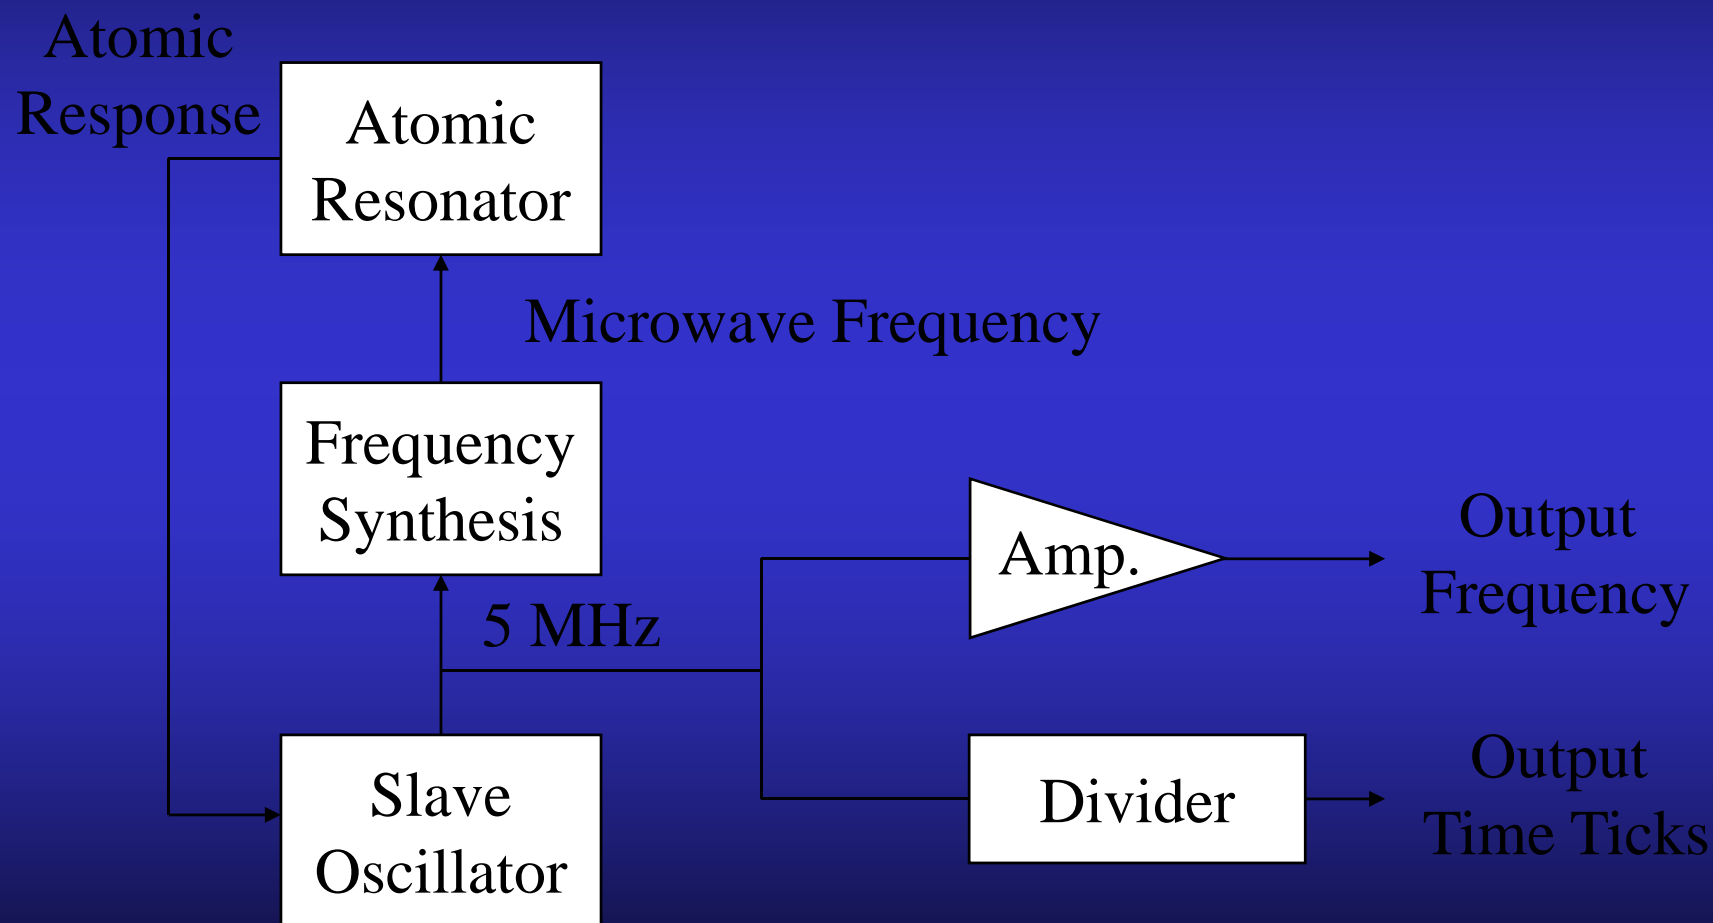 Atomic
Response
Atomic
Resonator
Microwave Frequency
Frequency
Synthesis
5 MHz
Amp.
Output
Frequency
Slave
Oscillator
Divider
Output
Time Ticks